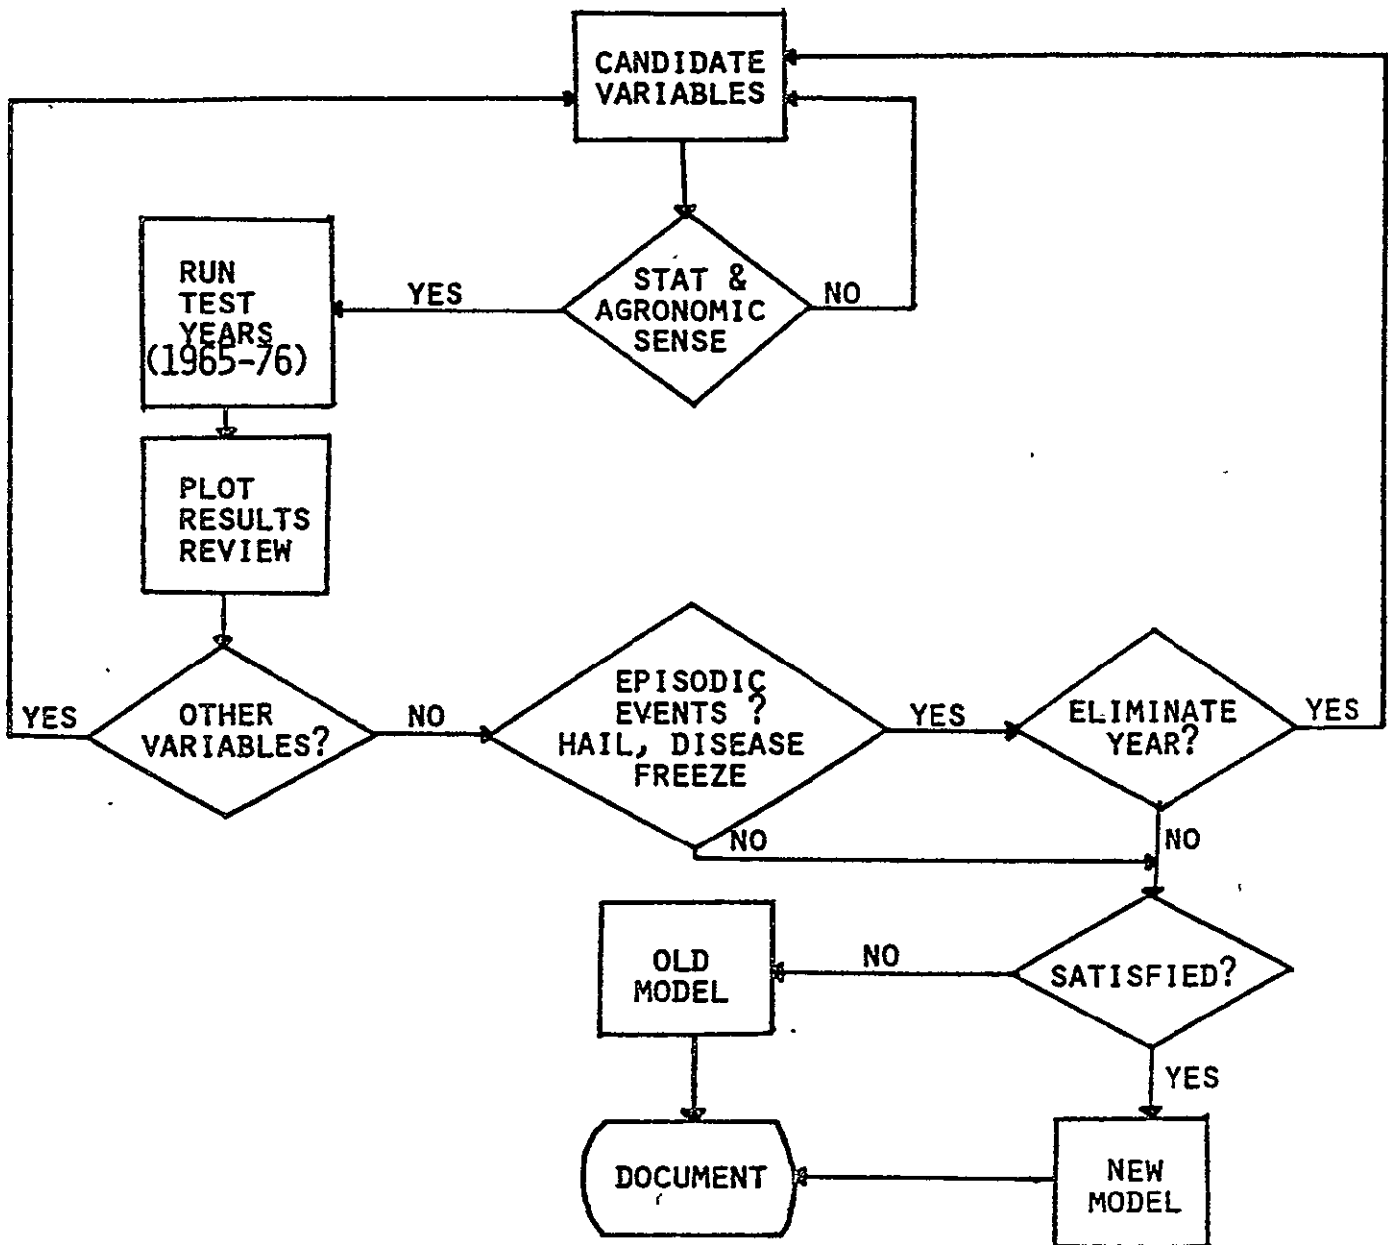 CANDIDATE
VARIABLES
RUN
TEST
YEARS
(1965-76)
YES
STAT &
AGRONOMIC
SENSE
NO
PLOT
RESULTS
REVIEW
YES
OTHER
VARIABLES?
NO
EPISODIC
EVENTS ?
HAIL, DISEASE
FREEZE
YES
ELIMINATE
YEAR?
YES
NO
NO
OLD
MODEL
NO
SATISFIED?
YES
DOCUMENT
NEW
MODEL